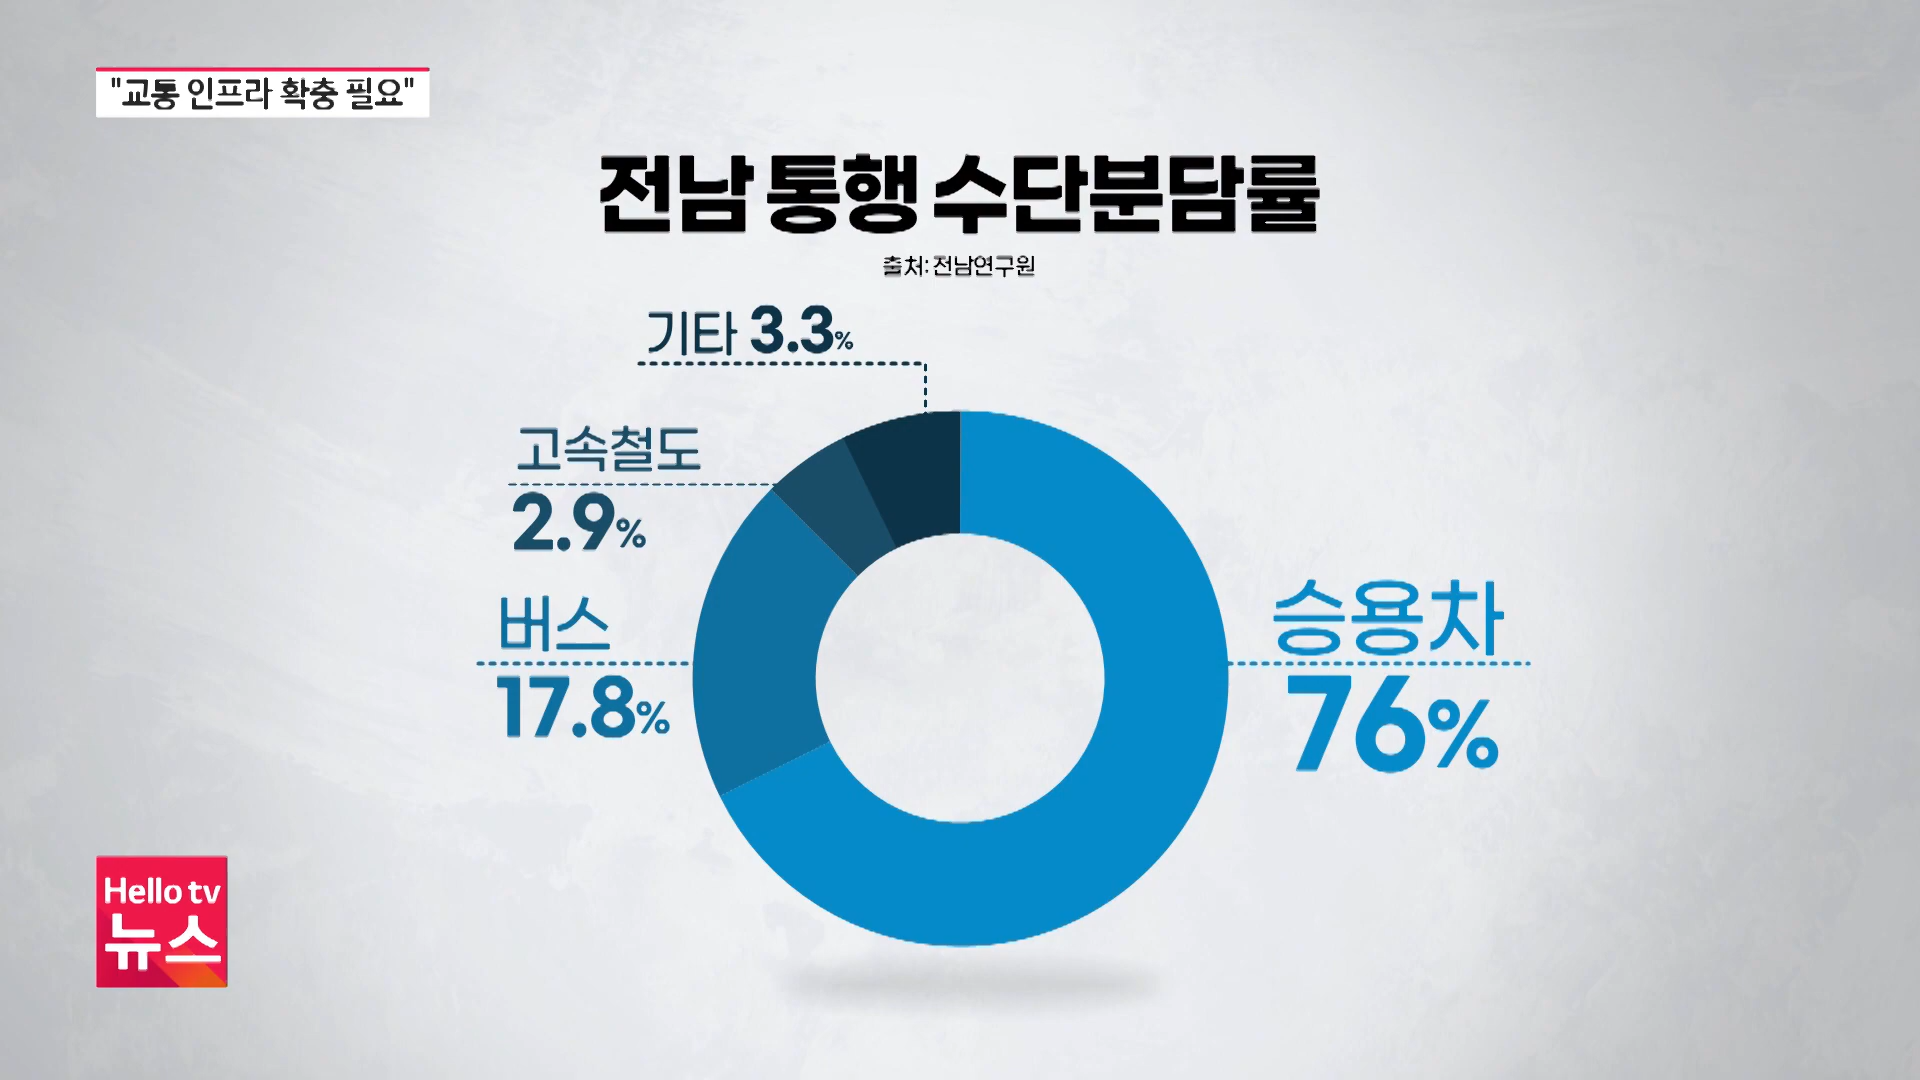 "교통 인프라 확충 필요"
전남 통행 수단분담률
출처: 전남연구원
기타 3.3%
고속철도
2.9%
버스
17.8%
승용차
76%
Hello tv
뉴스